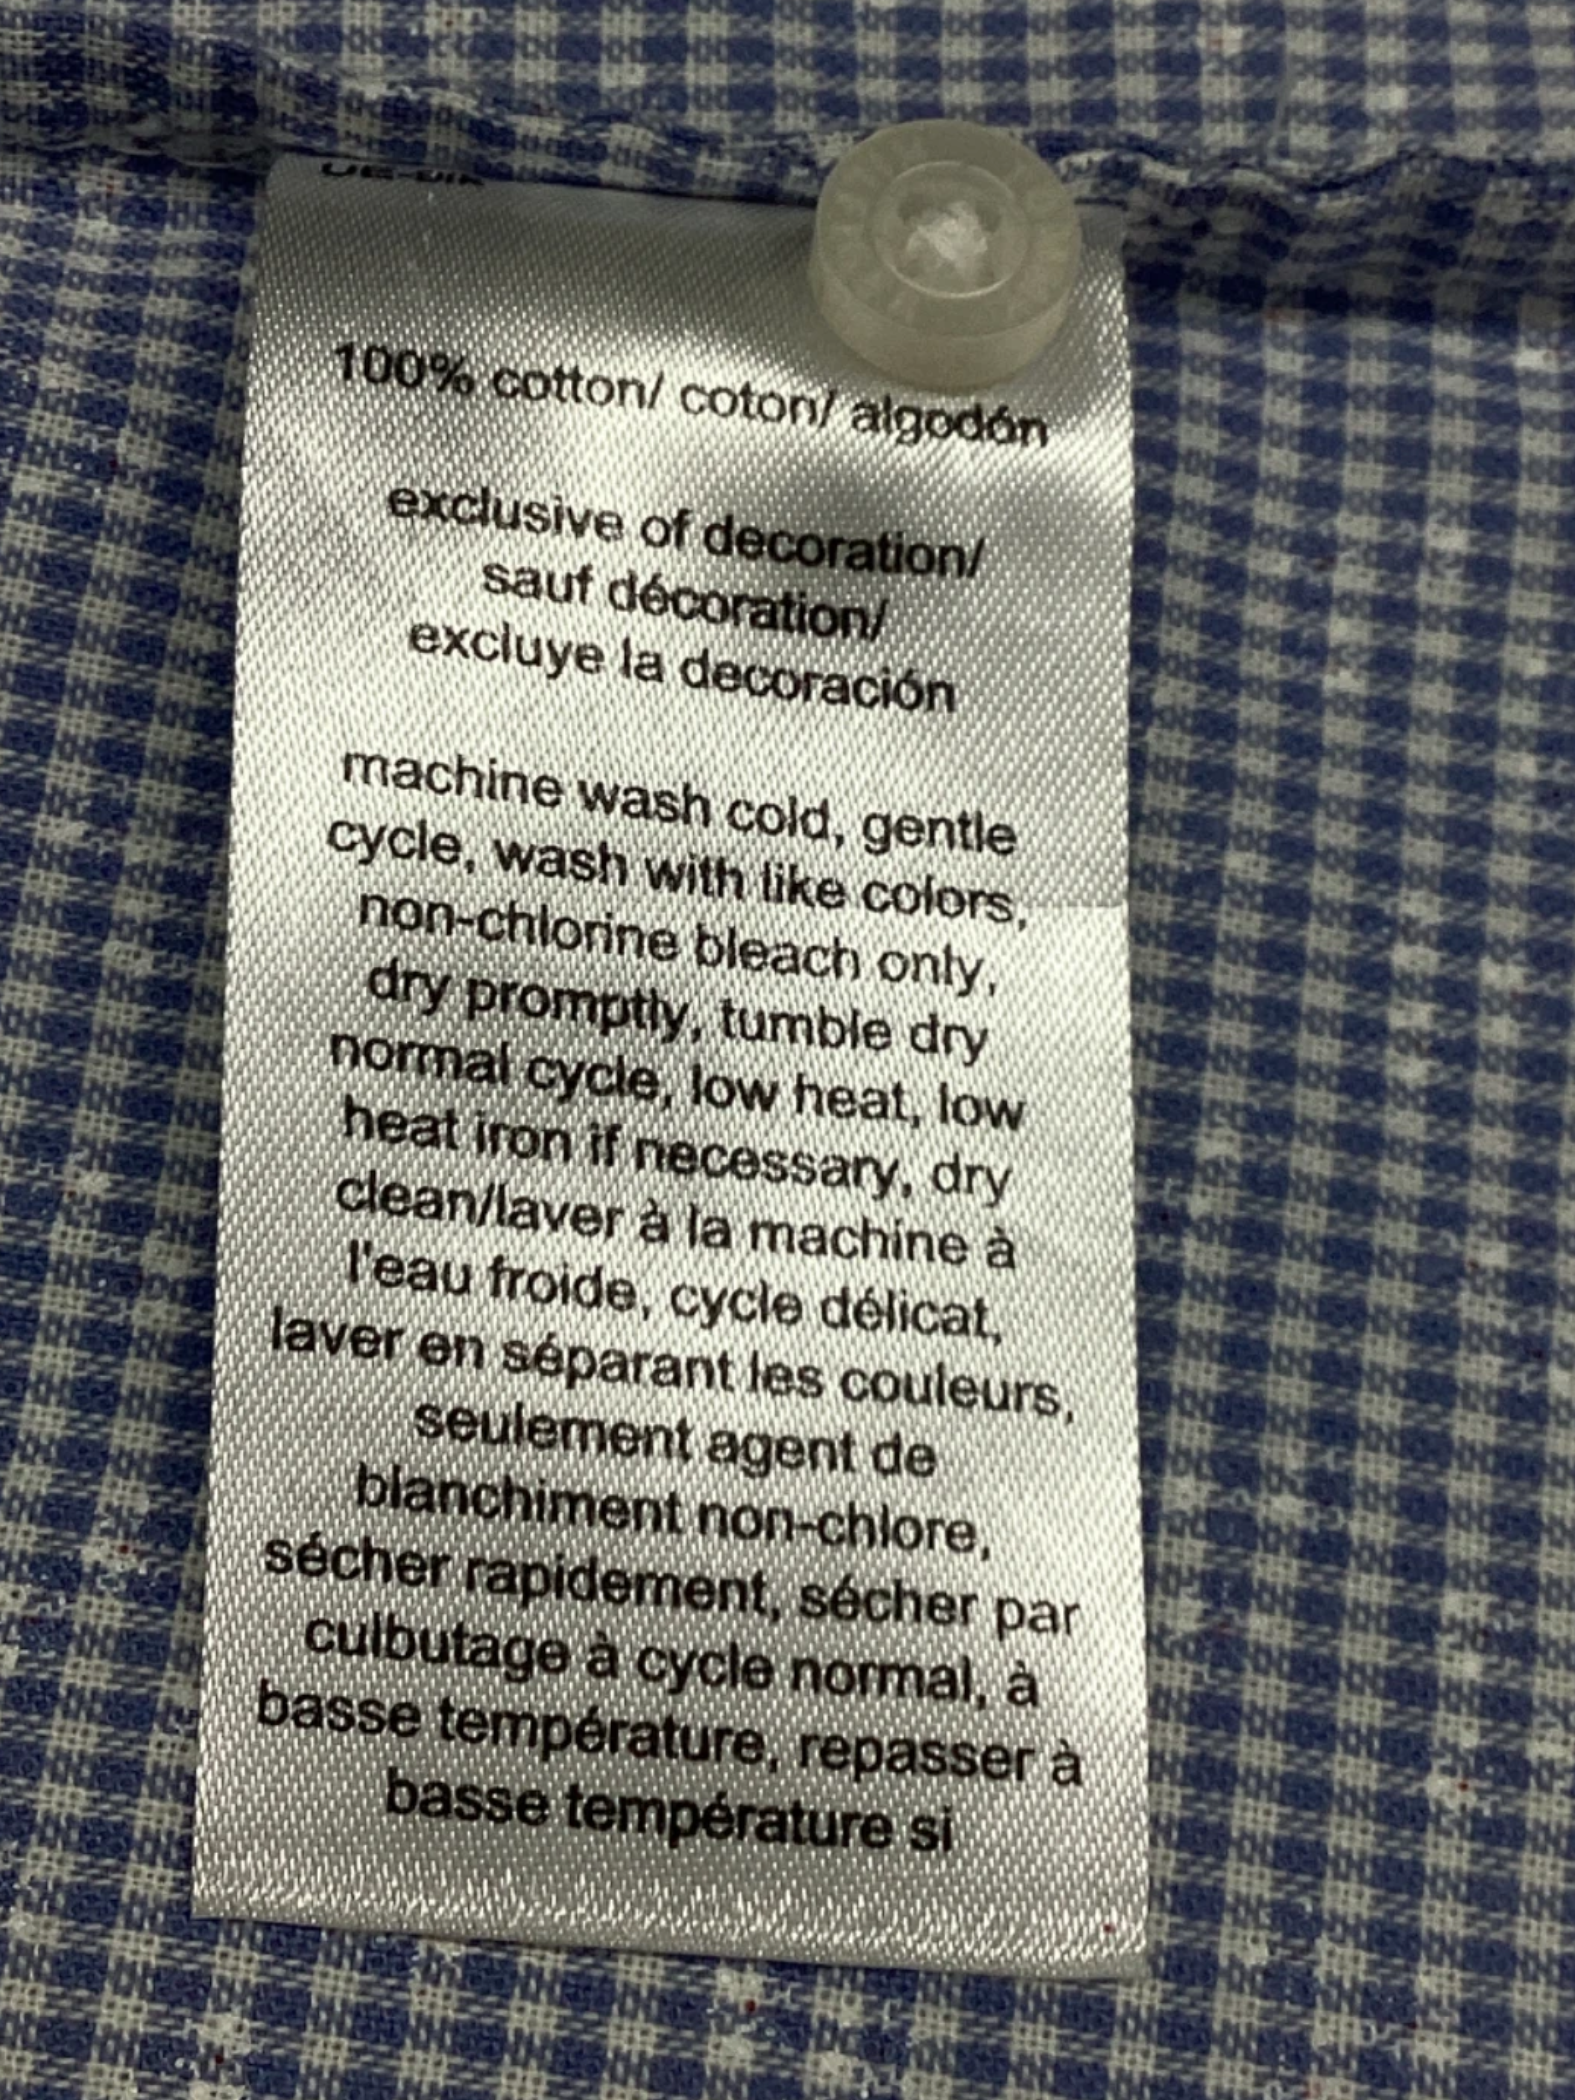 100% cotton/ coton/ algodón
exclusive of decoration/
sauf décoration/
excluye la decoración
machine wash cold, gentle
cycle, wash with like colors,
non-chlorine bleach only,
dry promptly, tumble dry
normal cycle, low heat, low
heat iron if necessary, dry
clean/laver à la machine à
l'eau froide, cycle délicat,
laver en séparant les couleurs,
seulement agent de
blanchiment non-chlore,
sécher rapidement, sécher par
culbutage à cycle normal, à
basse température, repasser à
basse température si